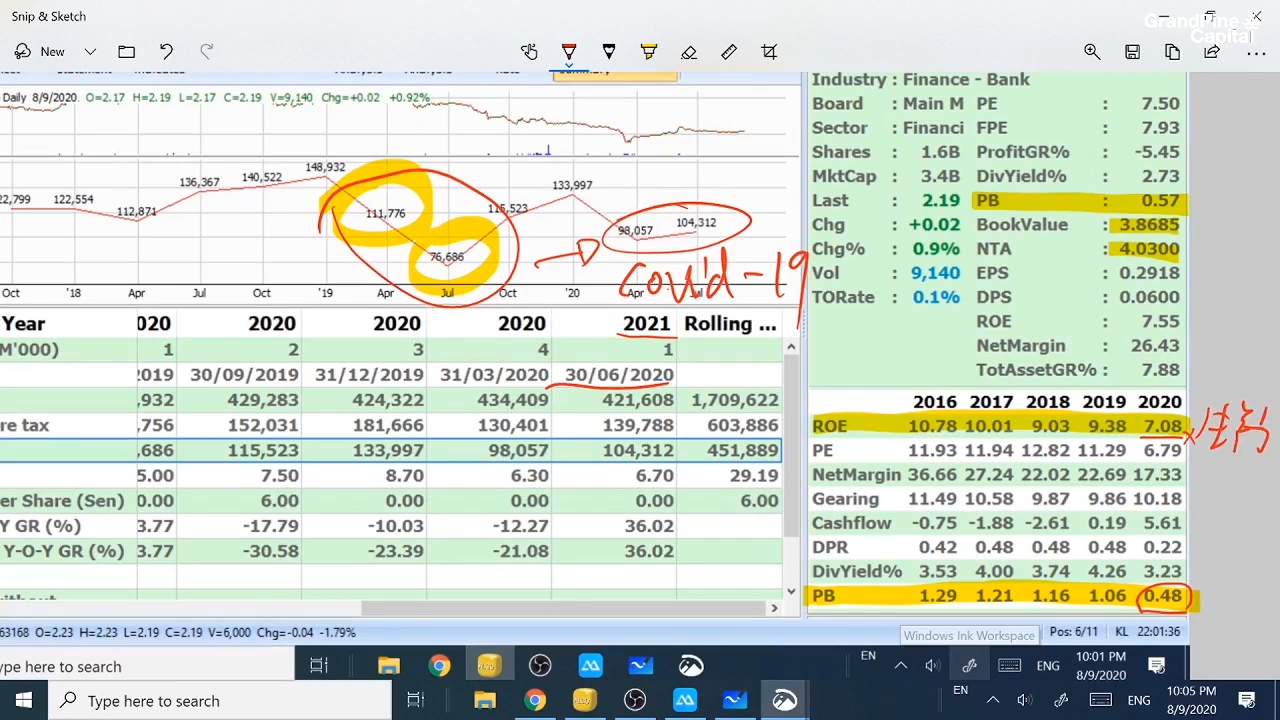 Snip & Sketch
GrandPine Capital
New
Daily 8/9/2020 O=2.17 H=2.19 L=2.17 C=2.19 V=9,140 Chg=+0.02 +0.92%
22,799 122,554 112,871 136,367 140,522 148,932 111,776 76,686 115,523 133,997 98,057 104,312
Covid-19
Oct '18 Apr Jul Oct '19 Apr Jul Oct '20 Apr Jul
Year 020 2020 2020 2020 2021 Rolling ...
M'000) 1 2 3 4 1
2019 30/09/2019 31/12/2019 31/03/2020 30/06/2020
,932 429,283 424,322 434,409 421,608 1,709,622
re tax ,756 152,031 181,666 130,401 139,788 603,886
,686 115,523 133,997 98,057 104,312 451,889
5.00 7.50 8.70 6.30 6.70 29.19
er Share (Sen) 0.00 6.00 0.00 0.00 0.00 6.00
Y GR (%) 3.77 -17.79 -10.03 -12.27 36.02
Y-O-Y GR (%) 3.77 -30.58 -23.39 -21.08 36.02
Industry : Finance - Bank
Board : Main M PE : 7.50
Sector : Financi FPE : 7.93
Shares : 1.6B ProfitGR% : -5.45
MktCap : 3.4B DivYield% : 2.73
Last : 2.19 PB : 0.57
Chg : +0.02 BookValue : 3.8685
Chg% : 0.9% NTA : 4.0300
Vol : 9,140 EPS : 0.2918
TORate : 0.1% DPS : 0.0600
ROE : 7.55
NetMargin : 26.43
TotAssetGR% : 7.88
2016 2017 2018 2019 2020
ROE 10.78 10.01 9.03 9.38 7.08
PE 11.93 11.94 12.82 11.29 6.79
NetMargin 36.66 27.24 22.02 22.69 17.33
Gearing 11.49 10.58 9.87 9.86 10.18
Cashflow -0.75 -1.88 -2.61 0.19 5.61
DPR 0.42 0.48 0.48 0.48 0.22
DivYield% 3.53 4.00 3.74 4.26 3.23
PB 1.29 1.21 1.16 1.06 0.48
63168 O=2.23 H=2.23 L=2.19 C=2.19 V=6,000 Chg=-0.04 -1.79%
Windows Ink Workspace
Pos: 6/11 KL 22:01:36
ype here to search
EN
ENG
10:01 PM
8/9/2020
Type here to search
EN
ENG
10:05 PM
8/9/2020